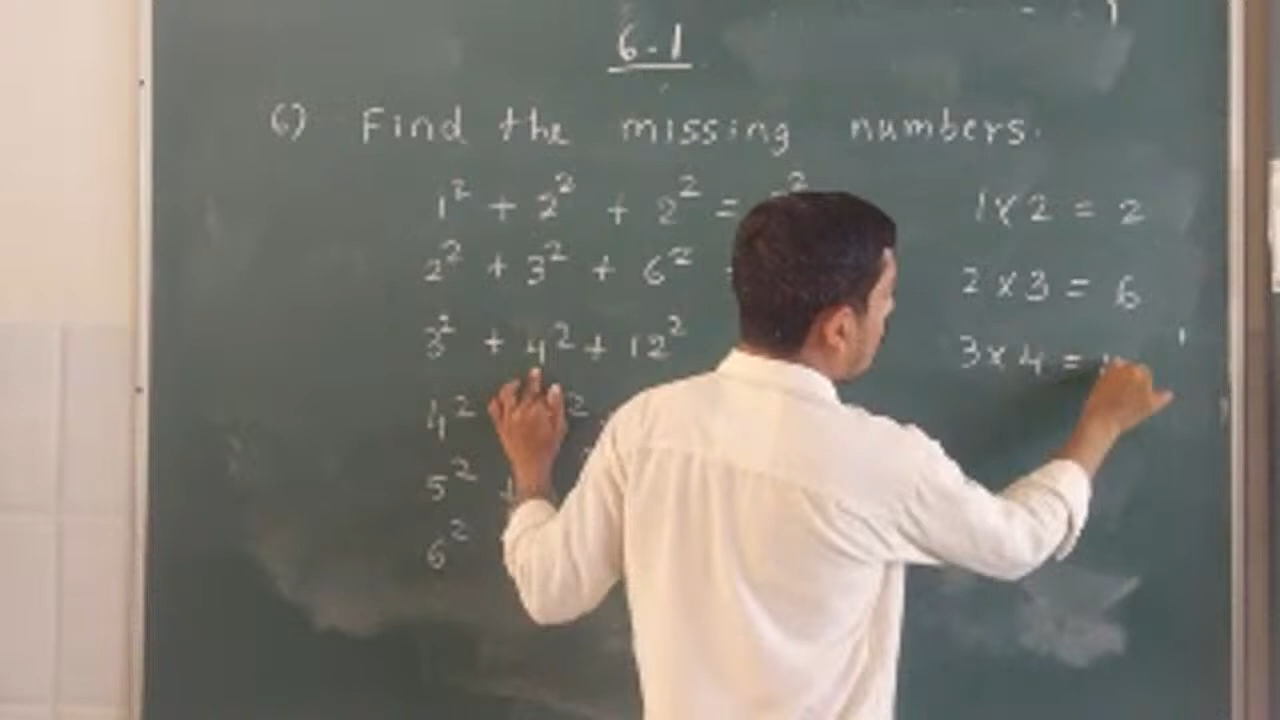 6.1
6) Find the missing numbers.
1² + 2² + 2² = ² 1 x 2 = 2
2² + 3² + 6² 2 x 3 = 6
3² + 4² + 12² 3 x 4 =
4² ²
5² +
6²